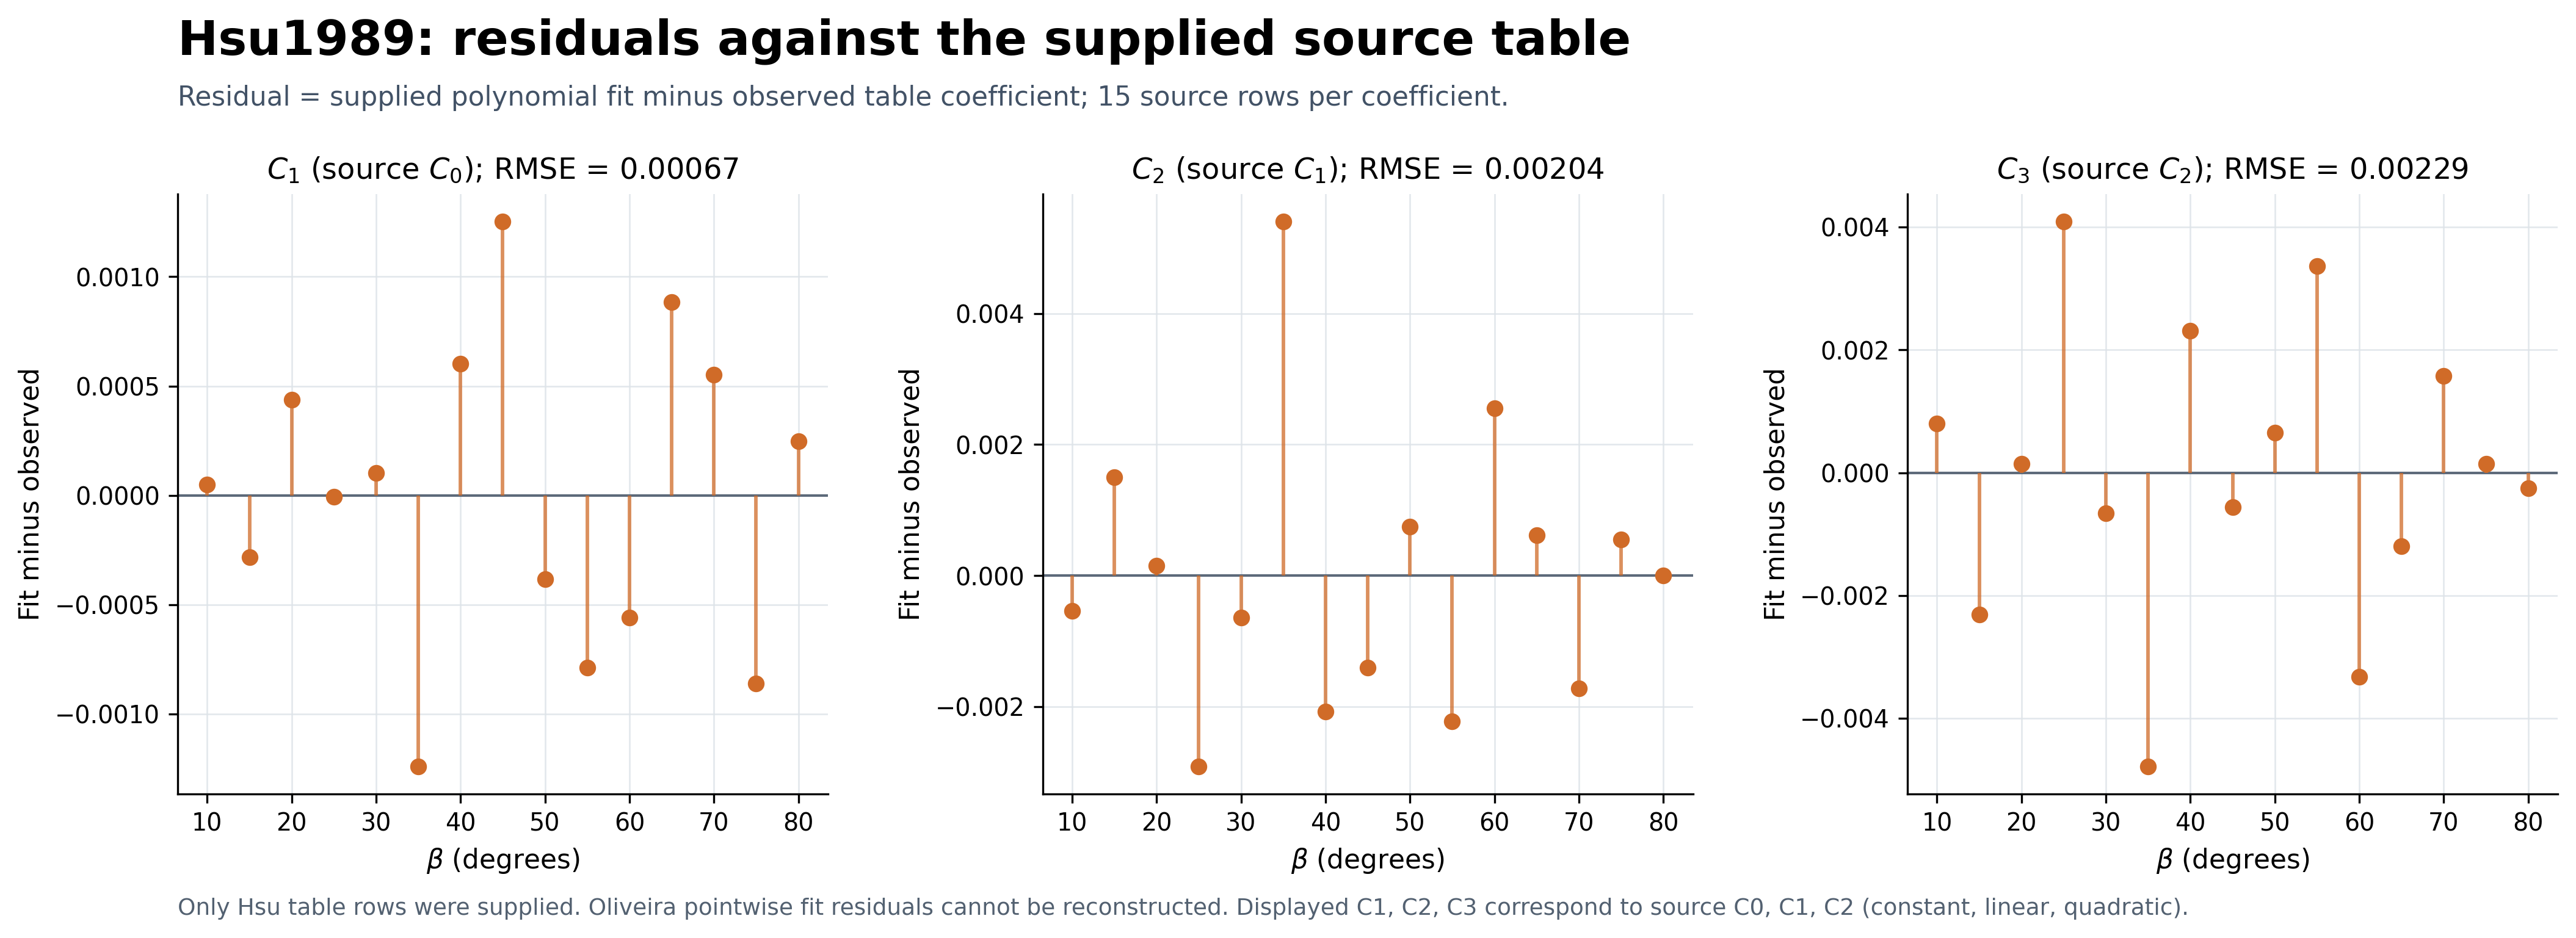 Hsu1989: residuals against the supplied source table
Residual = supplied polynomial fit minus observed table coefficient; 15 source rows per coefficient.
C₁ (source C₀); RMSE = 0.00067
0.0010
0.0005
0.0000
−0.0005
−0.0010
Fit minus observed
10 20 30 40 50 60 70 80
β (degrees)
C₂ (source C₁); RMSE = 0.00204
0.004
0.002
0.000
−0.002
Fit minus observed
10 20 30 40 50 60 70 80
β (degrees)
C₃ (source C₂); RMSE = 0.00229
0.004
0.002
0.000
−0.002
−0.004
Fit minus observed
10 20 30 40 50 60 70 80
β (degrees)
Only Hsu table rows were supplied. Oliveira pointwise fit residuals cannot be reconstructed. Displayed C1, C2, C3 correspond to source C0, C1, C2 (constant, linear, quadratic).